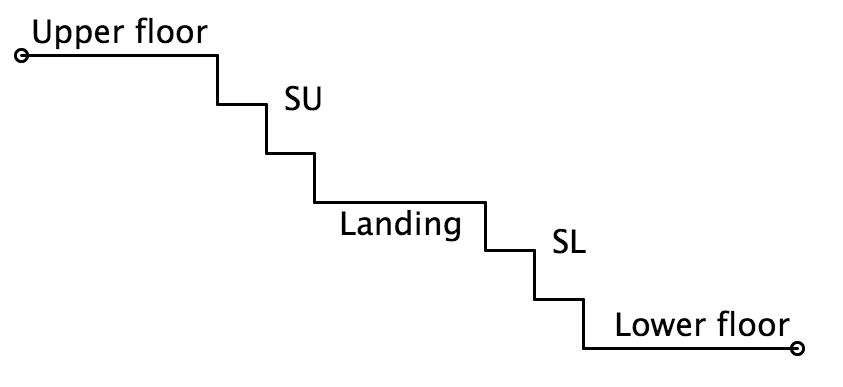 Upper floor
SU
Landing
SL
Lower floor